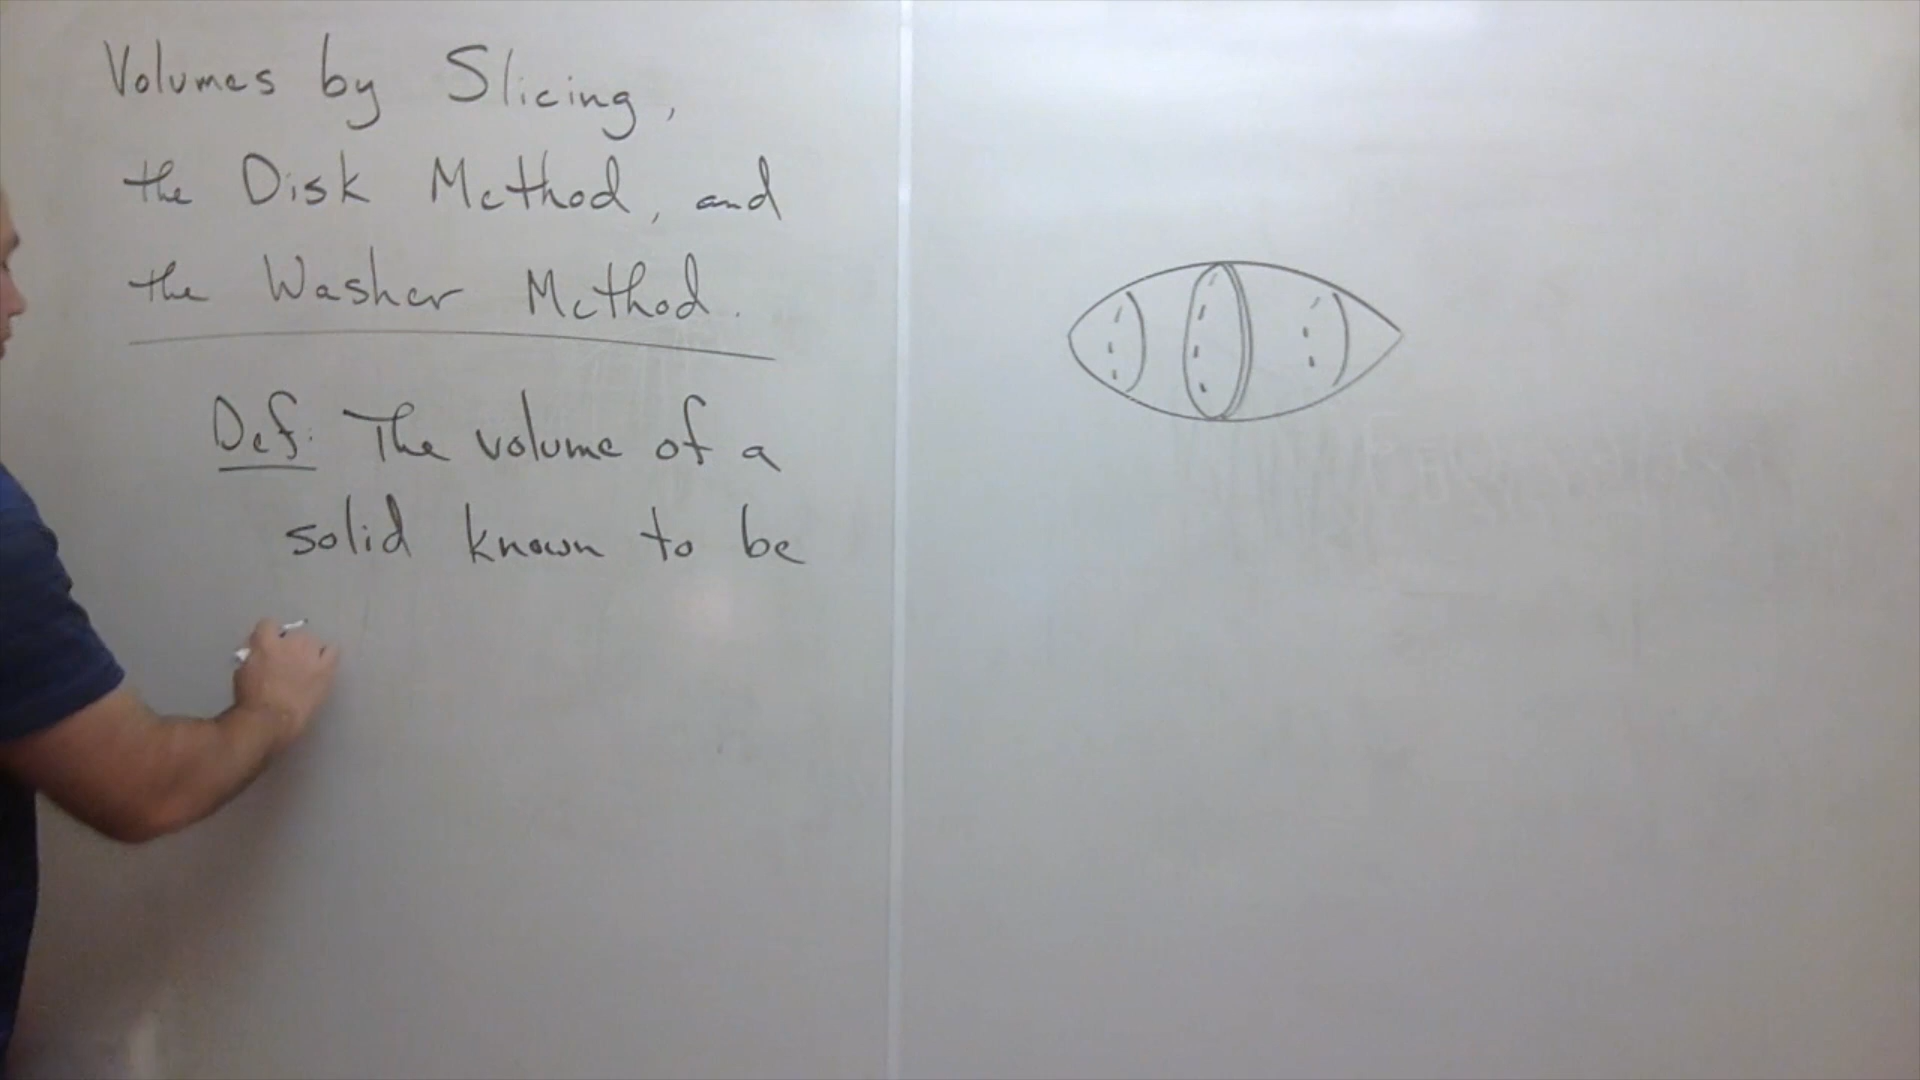 Volumes by Slicing,
the Disk Method, and
the Washer Method.
Def: The volume of a
solid known to be